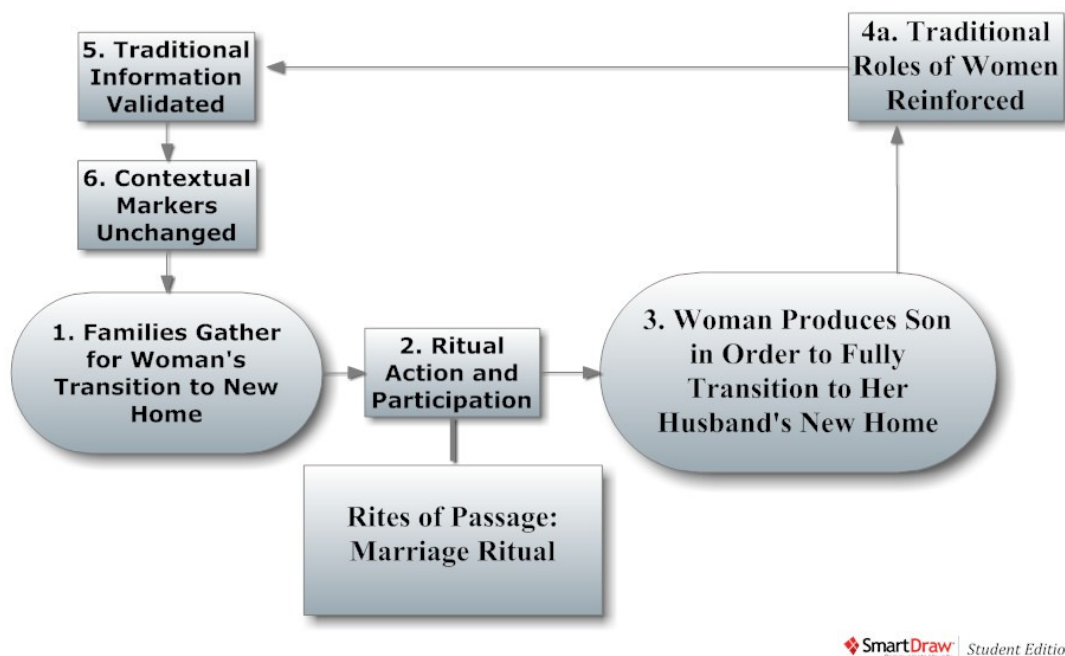 5. Traditional
Information
Validated
4a. Traditional
Roles of Women
Reinforced
6. Contextual
Markers
Unchanged
1. Families Gather
for Woman's
Transition to New
Home
2. Ritual
Action and
Participation
3. Woman Produces Son
in Order to Fully
Transition to Her
Husband's New Home
Rites of Passage:
Marriage Ritual
SmartDraw Student Editio